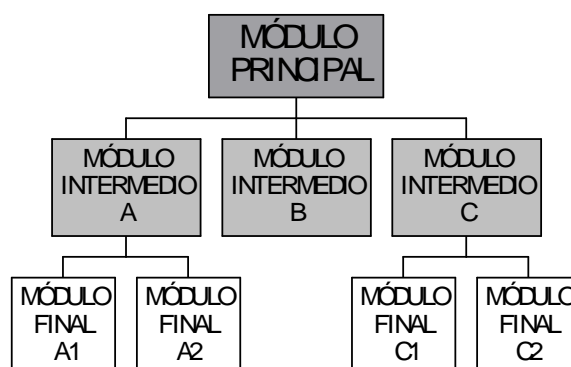 MÓDULO
PRINCIPAL
MÓDULO
INTERMEDIO
A
MÓDULO
INTERMEDIO
B
MÓDULO
INTERMEDIO
C
MÓDULO
FINAL
A1
MÓDULO
FINAL
A2
MÓDULO
FINAL
C1
MÓDULO
FINAL
C2